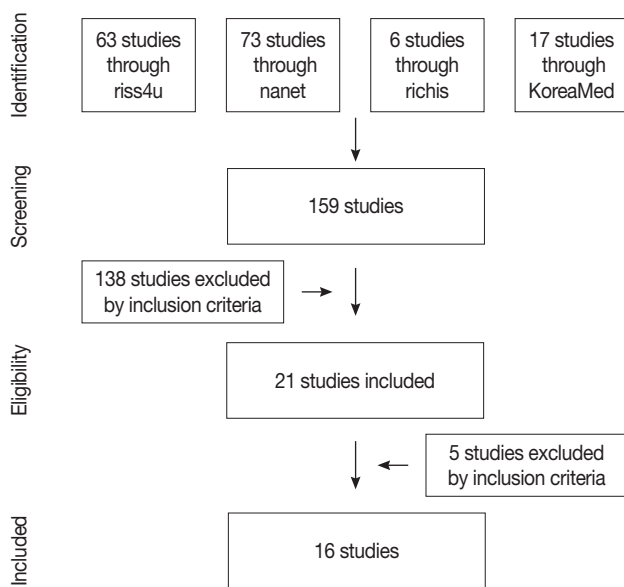 Identification
63 studies
through
riss4u
73 studies
through
nanet
6 studies
through
richis
17 studies
through
KoreaMed
Screening
159 studies
138 studies excluded
by inclusion criteria
Eligibility
21 studies included
5 studies excluded
by inclusion criteria
Included
16 studies